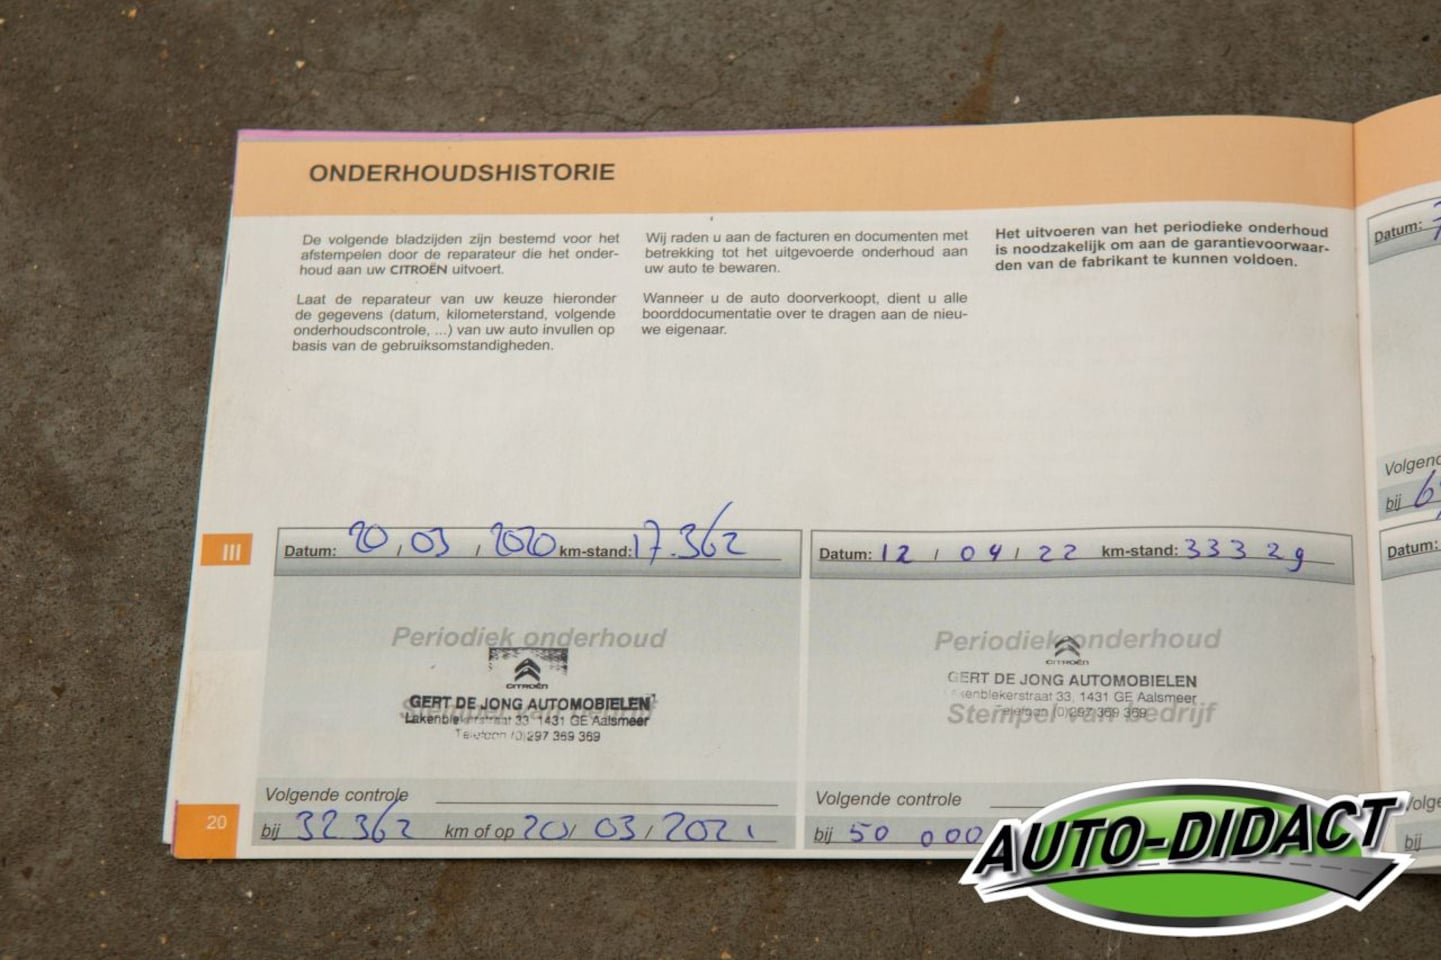 ONDERHOUDSHISTORIE
De volgende bladzijden zijn bestemd voor het
afstempelen door de reparateur die het onder-
houd aan uw CITROËN uitvoert.
Laat de reparateur van uw keuze hieronder
de gegevens (datum, kilometerstand, volgende
onderhoudscontrole, ...) van uw auto invullen op
basis van de gebruiksomstandigheden.
Wij raden u aan de facturen en documenten met
betrekking tot het uitgevoerde onderhoud aan
uw auto te bewaren.
Wanneer u de auto doorverkoopt, dient u alle
boorddocumentatie over te dragen aan de nieu-
we eigenaar.
Het uitvoeren van het periodieke onderhoud
is noodzakelijk om aan de garantievoorwaar-
den van de fabrikant te kunnen voldoen.
III
Datum: 20 / 03 / 2020 km-stand: 17.362
Periodiek onderhoud
CITROËN
GERT DE JONG AUTOMOBIELEN
Lakenblekerstraat 33 1431 GE Aalsmeer
Stempel van bedrijf
Telefoon (0)297 369 369
Volgende controle
bij 32362 km of op 20/ 03 / 2021
Datum: 12 / 04 / 22 km-stand: 33329
Periodiek onderhoud
CITROËN
GERT DE JONG AUTOMOBIELEN
Lakenblekerstraat 33, 1431 GE Aalsmeer
Telefoon (0)297 369 369
Stempel van bedrijf
Volgende controle
bij 50 000
20
Datum:
bij
Datum:
bij
AUTO-DIDACT